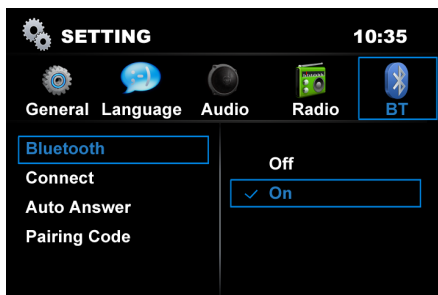 SETTING 10:35
General Language Audio Radio BT
Bluetooth
Connect
Auto Answer
Pairing Code
Off
On